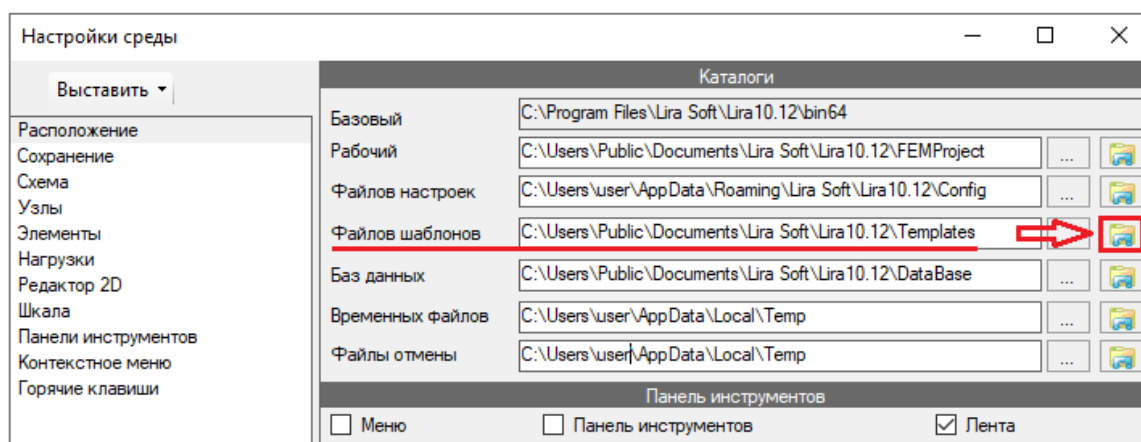 Настройки среды
Выставить
Расположение
Сохранение
Схема
Узлы
Элементы
Нагрузки
Редактор 2D
Шкала
Панели инструментов
Контекстное меню
Горячие клавиши
Каталоги
Базовый C:\Program Files\Lira Soft\Lira10.12\bin64
Рабочий C:\Users\Public\Documents\Lira Soft\Lira10.12\FEMProject ...
Файлов настроек C:\Users\user\AppData\Roaming\Lira Soft\Lira10.12\Config ...
Файлов шаблонов C:\Users\Public\Documents\Lira Soft\Lira10.12\Templates
Баз данных C:\Users\Public\Documents\Lira Soft\Lira10.12\DataBase ...
Временных файлов C:\Users\user\AppData\Local\Temp ...
Файлы отмены C:\Users\user\AppData\Local\Temp ...
Панель инструментов
Меню Панель инструментов Лента